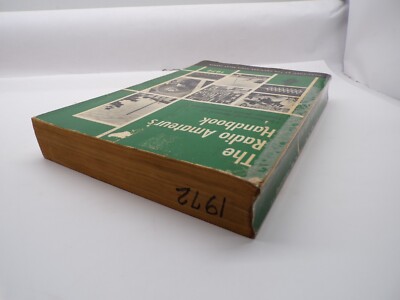 The
Radio Amateur's
Handbook
1972